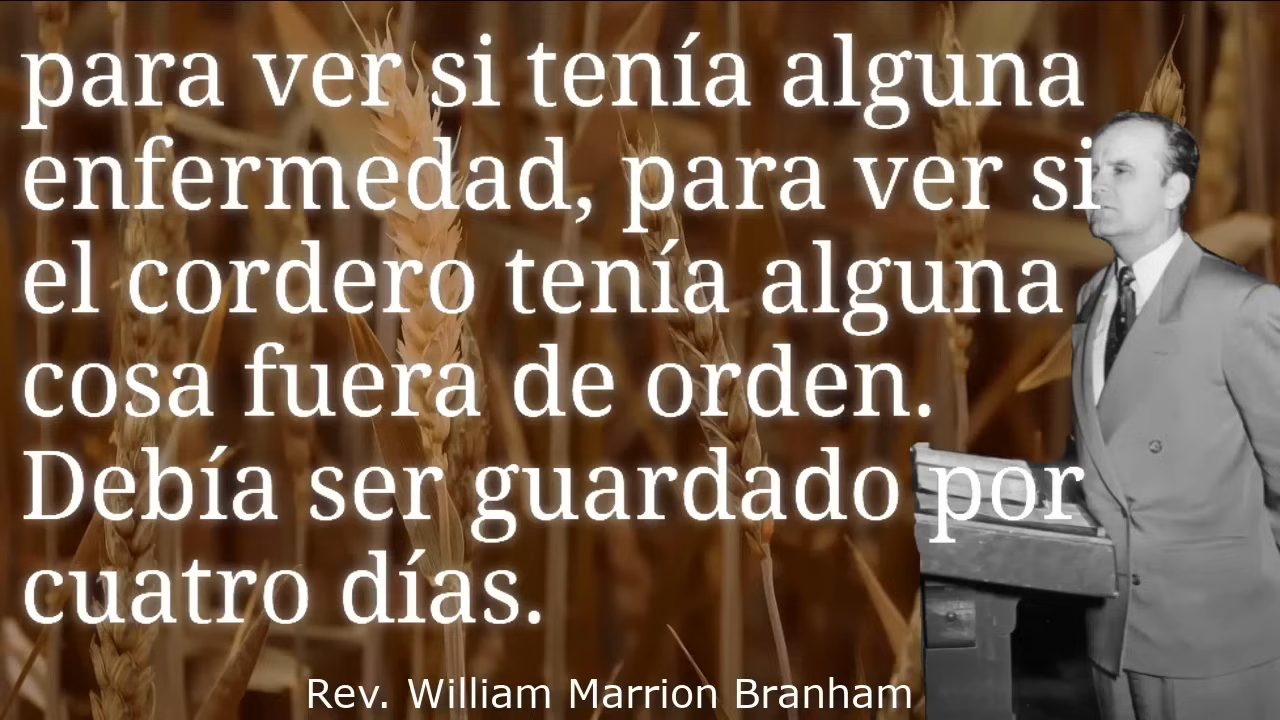 para ver si tenía alguna
enfermedad, para ver si
el cordero tenía alguna
cosa fuera de orden.
Debía ser guardado por
cuatro días.
Rev. William Marrion Branham